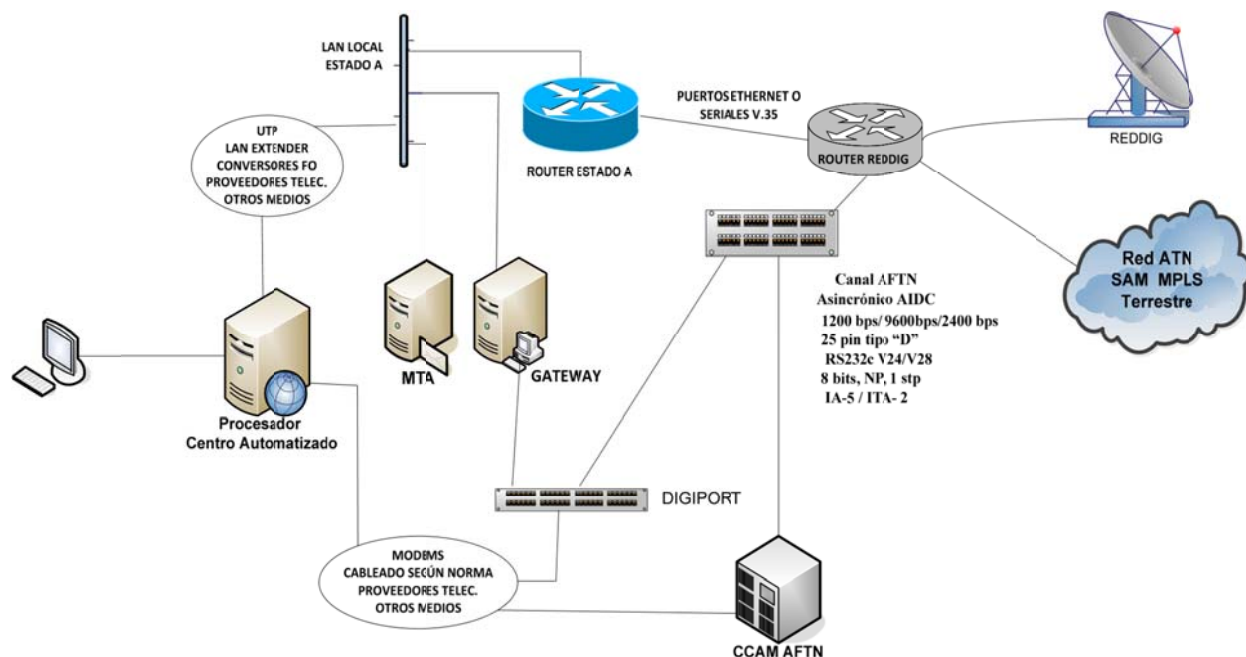 LAN LOCAL
ESTADO A
UTP
LAN EXTENDER
CONVERSORES FO
PROVEEDORES TELEC.
OTROS MEDIOS
ROUTER ESTADO A
PUERTOS ETHERNET O
SERIALES V.35
ROUTER REDDIG
REDDIG
Red ATN
SAM MPLS
Terrestre
Canal AFTN
Asincrónico AIDC
1200 bps/ 9600bps/2400 bps
25 pin tipo “D”
RS232c V24/V28
8 bits, NP, 1 stp
IA-5 / ITA- 2
MTA
GATEWAY
Procesador
Centro Automatizado
DIGIPORT
MODEMS
CABLEADO SEGÚN NORMA
PROVEEDORES TELEC.
OTROS MEDIOS
CCAM AFTN